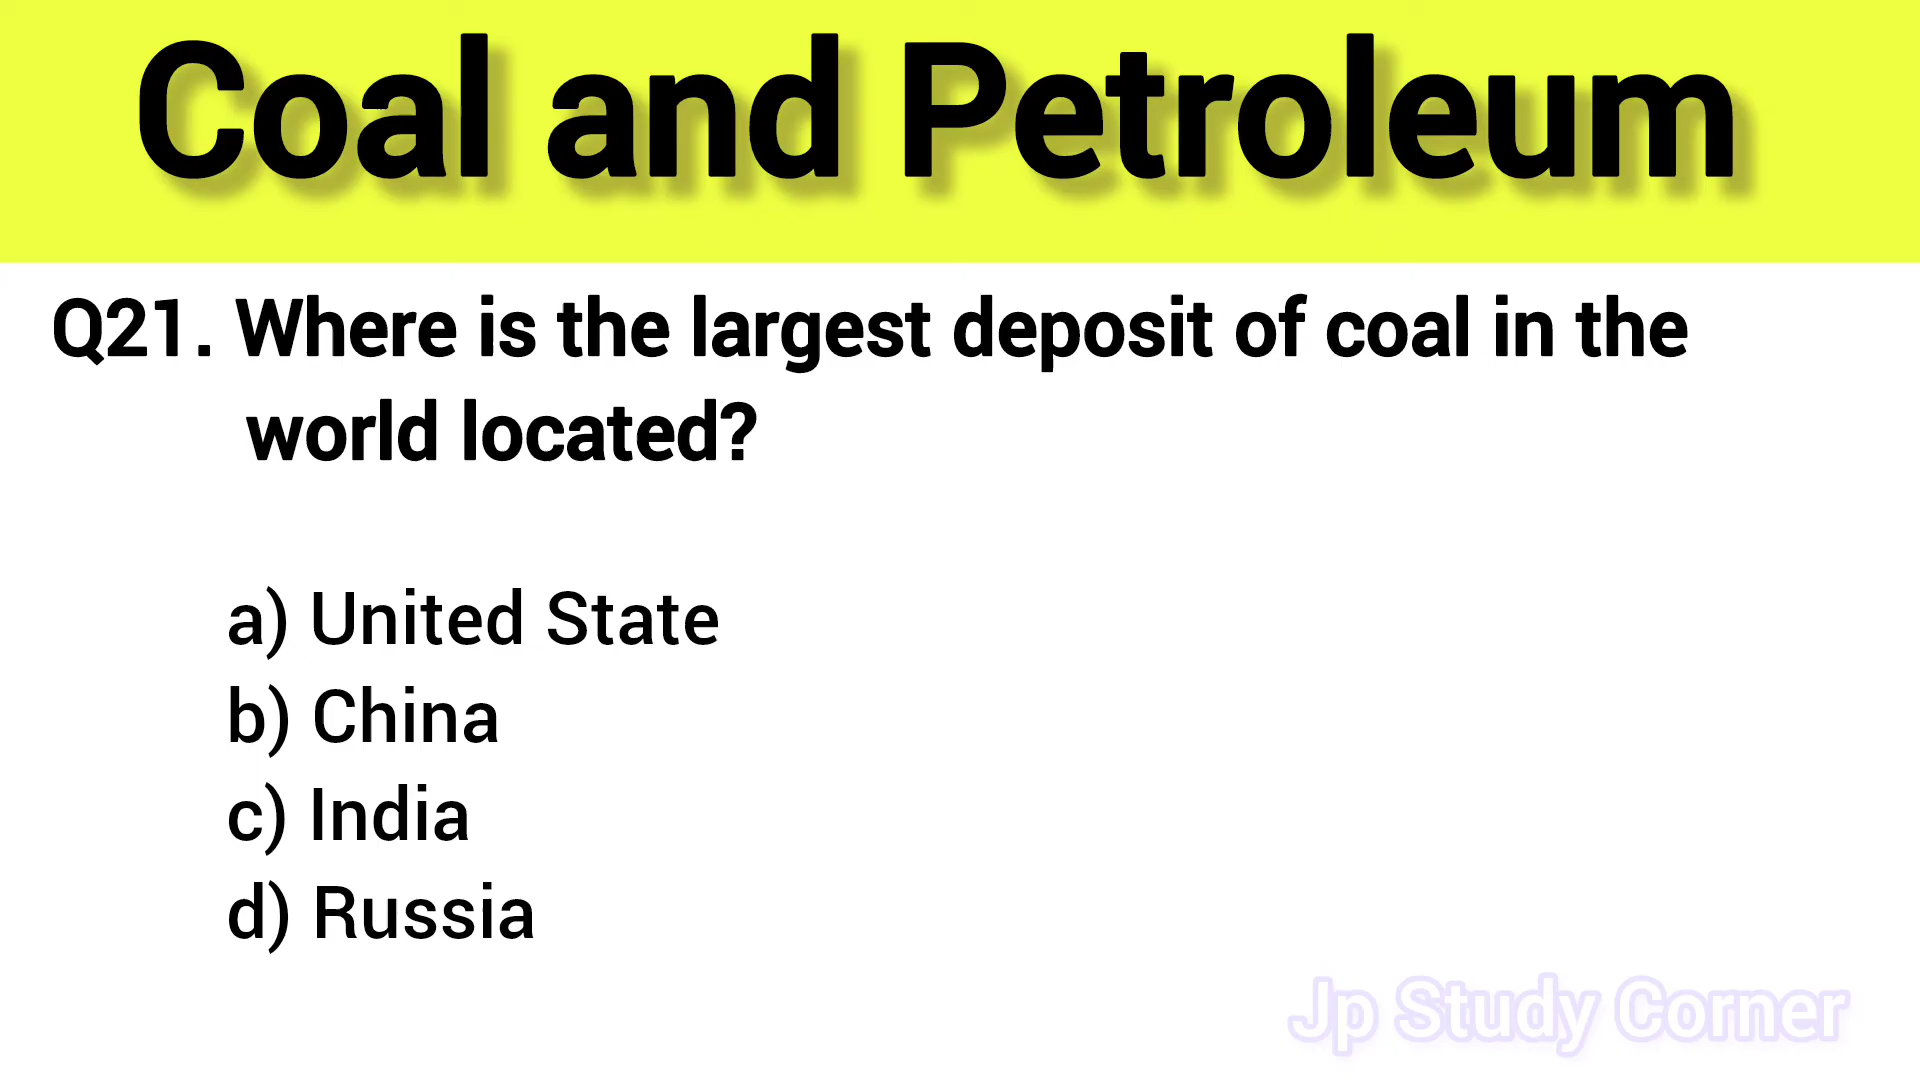 Coal and Petroleum
Q21. Where is the largest deposit of coal in the
world located?
a) United State
b) China
c) India
d) Russia
Jp Study Corner